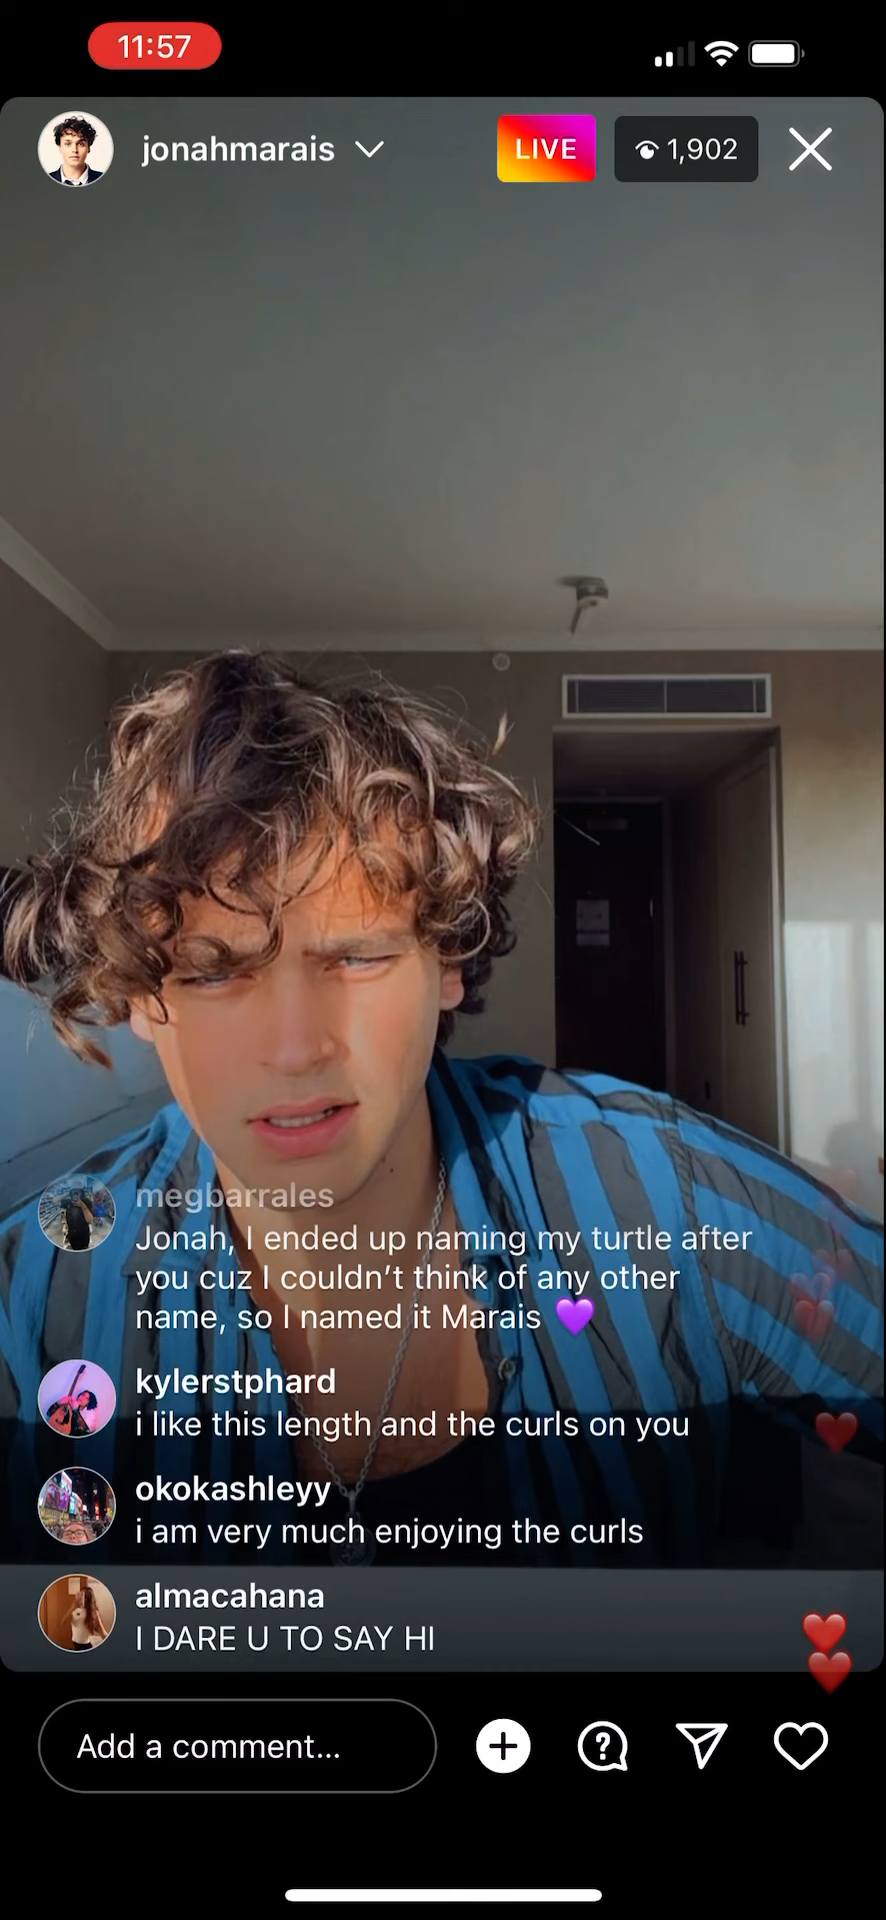 11:57
jonahmarais
LIVE
1,902
megbarrales
Jonah, I ended up naming my turtle after
you cuz I couldn’t think of any other
name, so I named it Marais 💜
kylerstphard
i like this length and the curls on you
okokashleyy
i am very much enjoying the curls
almacahana
I DARE U TO SAY HI
Add a comment...